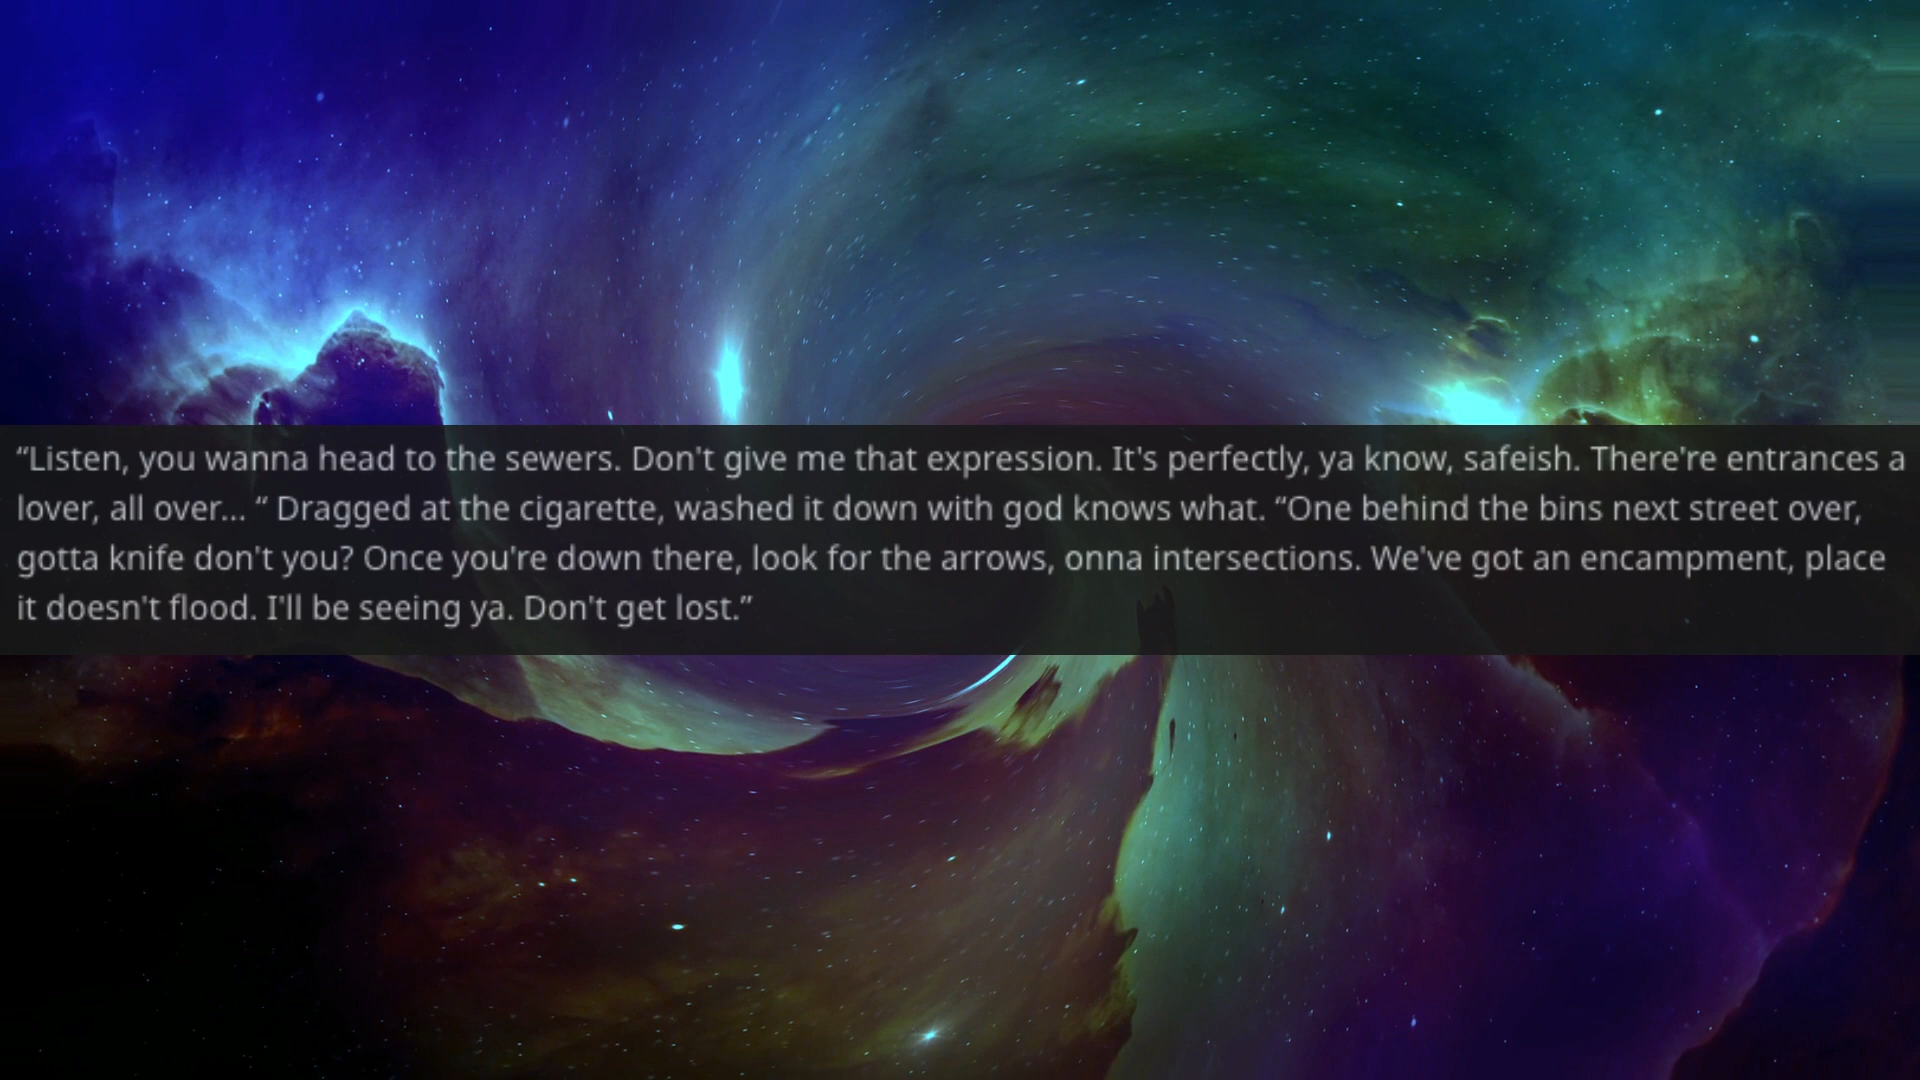 “Listen, you wanna head to the sewers. Don't give me that expression. It's perfectly, ya know, safeish. There're entrances a
lover, all over... “ Dragged at the cigarette, washed it down with god knows what. “One behind the bins next street over,
gotta knife don't you? Once you're down there, look for the arrows, onna intersections. We've got an encampment, place
it doesn't flood. I'll be seeing ya. Don't get lost.”